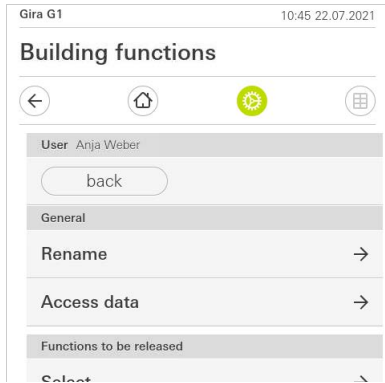 Gira G1 10:45 22.07.2021
Building functions
User Anja Weber
back
General
Rename
Access data
Functions to be released
Select